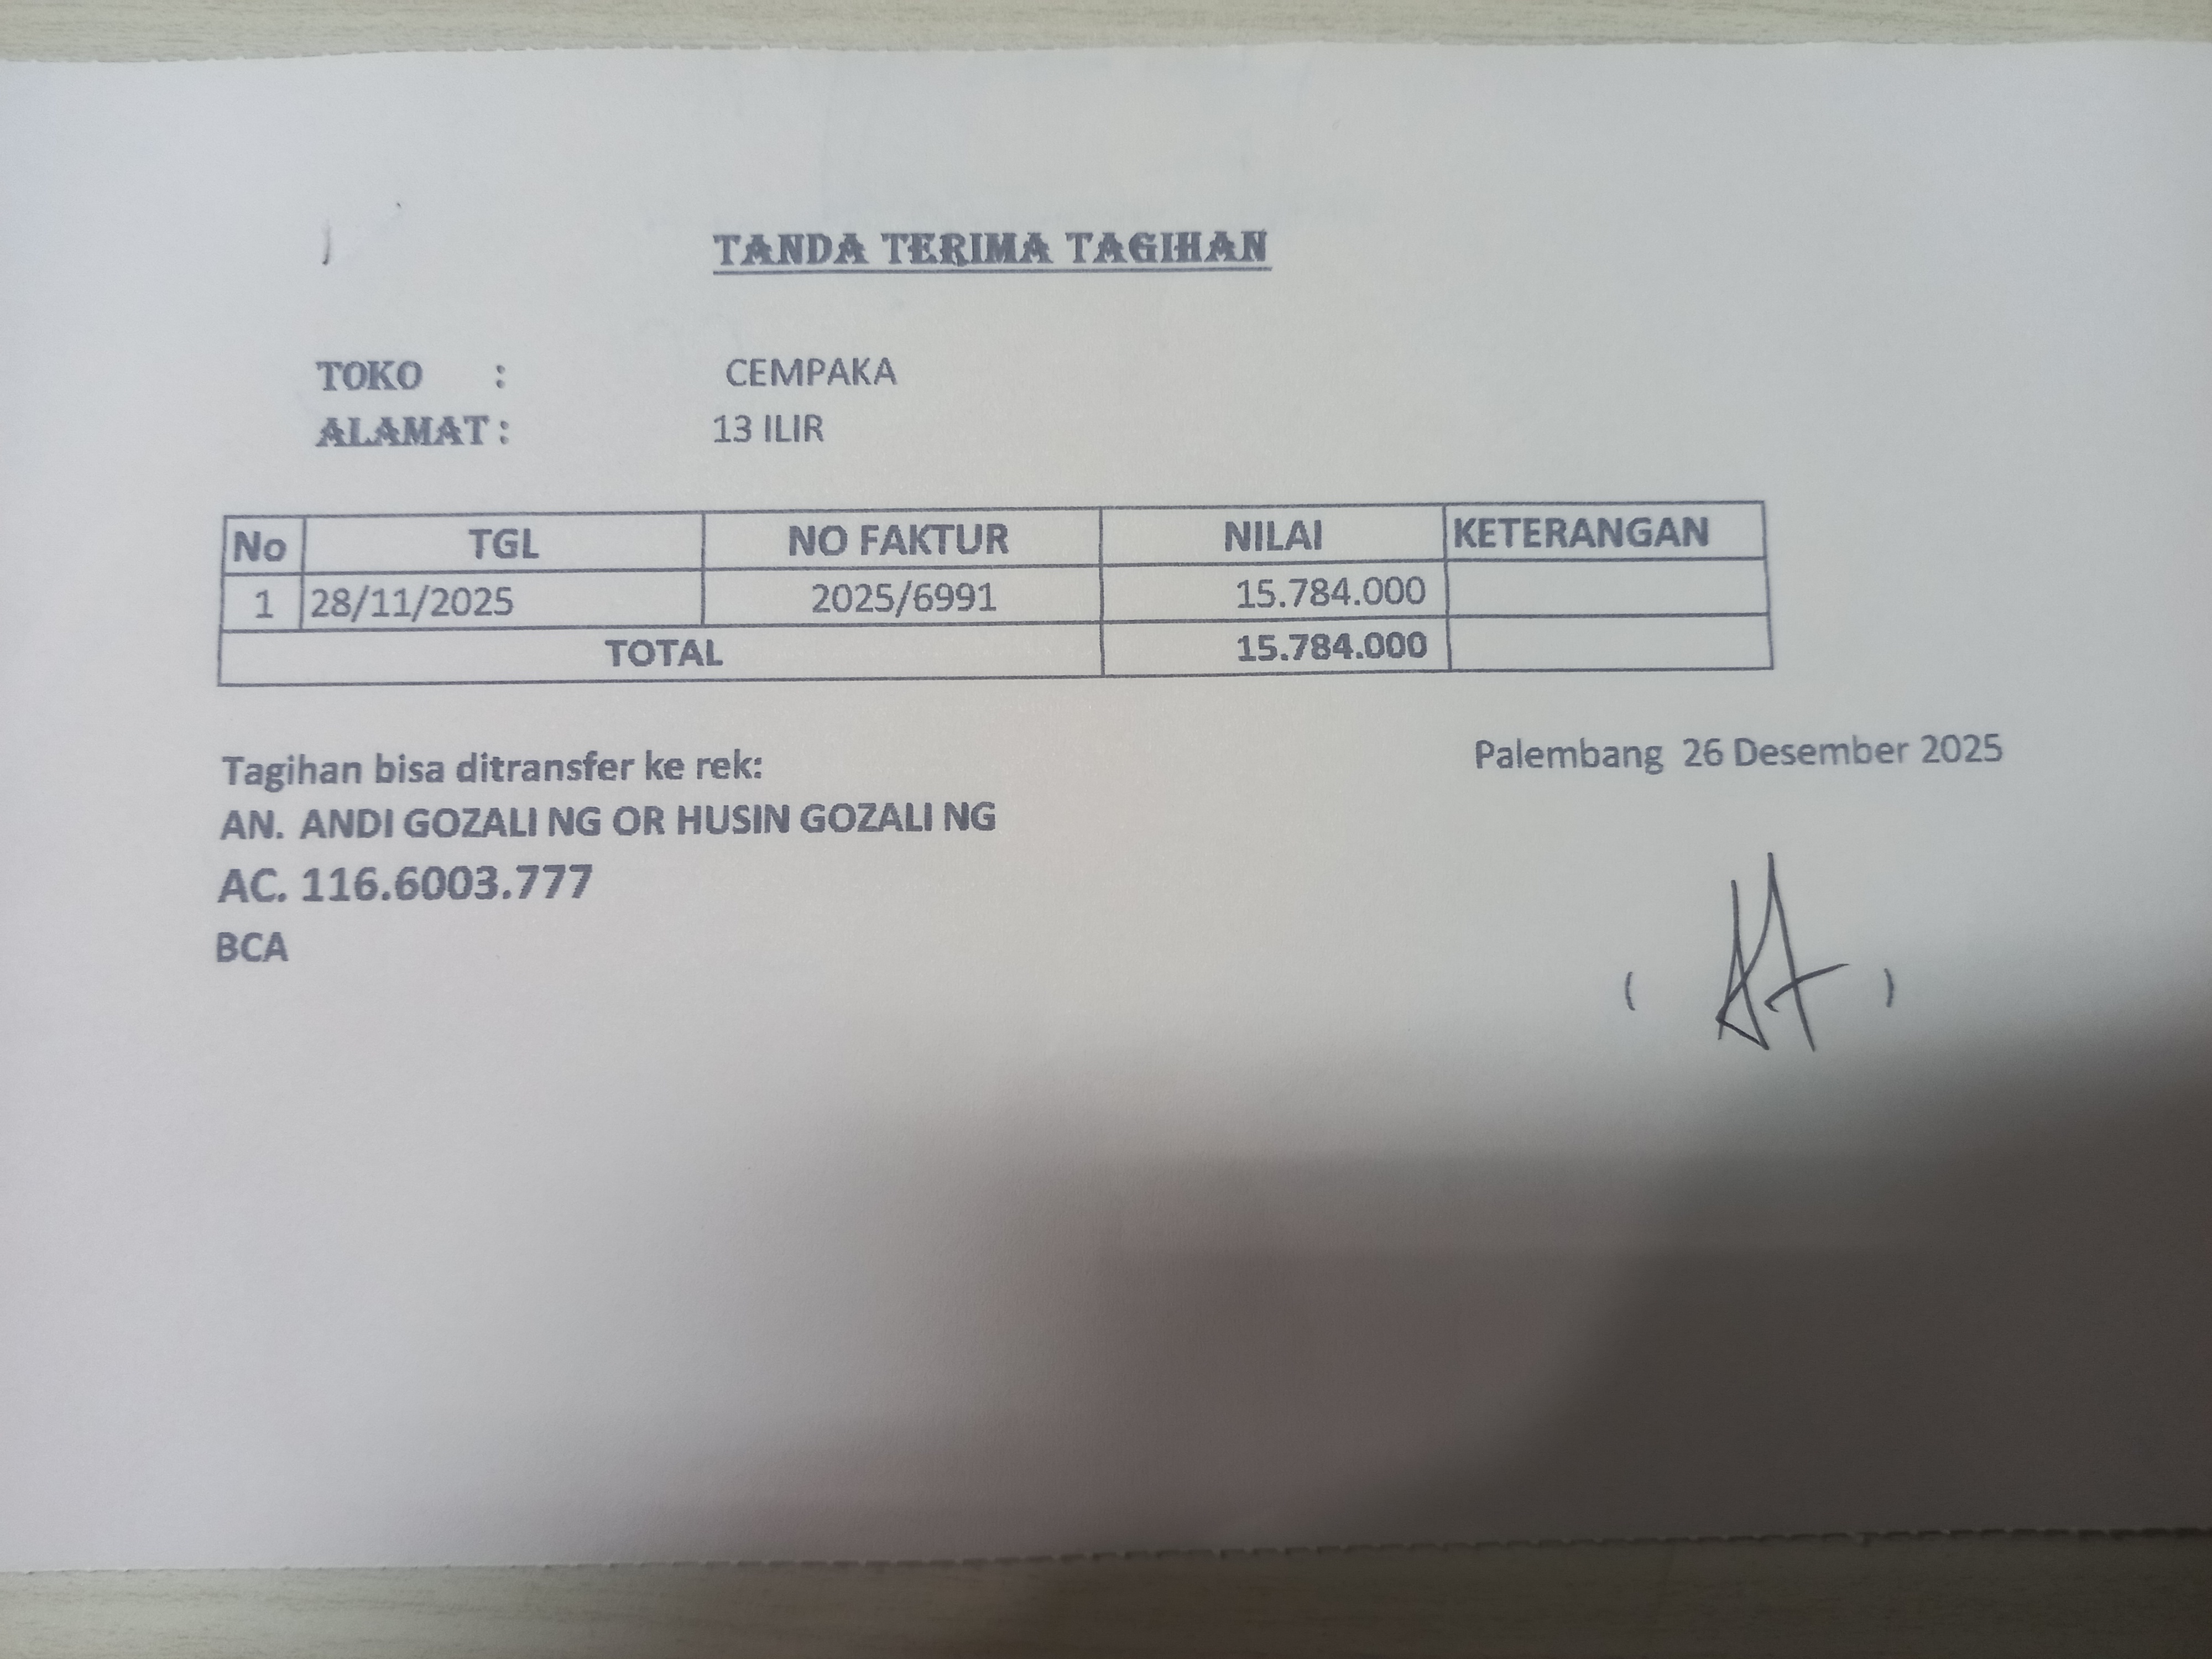 TANDA TERIMA TAGIHAN
TOKO : CEMPAKA
ALAMAT : 13 ILIR
No TGL NO FAKTUR NILAI KETERANGAN
1 28/11/2025 2025/6991 15.784.000
TOTAL 15.784.000
Tagihan bisa ditransfer ke rek:
AN. ANDI GOZALI NG OR HUSIN GOZALI NG
AC. 116.6003.777
BCA
Palembang 26 Desember 2025
( )